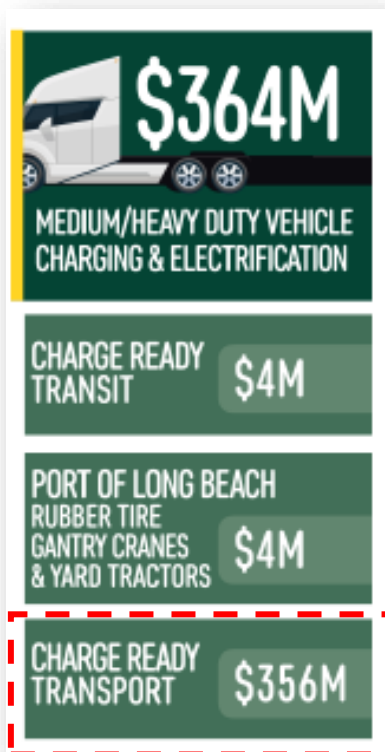 $364M
MEDIUM/HEAVY DUTY VEHICLE
CHARGING & ELECTRIFICATION
CHARGE READY
TRANSIT
$4M
PORT OF LONG BEACH
RUBBER TIRE
GANTRY CRANES
& YARD TRACTORS
$4M
CHARGE READY
TRANSPORT
$356M